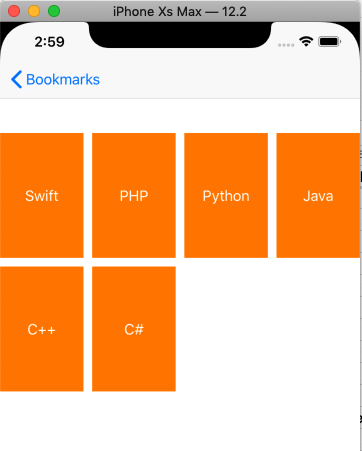 iPhone Xs Max — 12.2
2:59
Bookmarks
Swift PHP Python Java
C++ C#